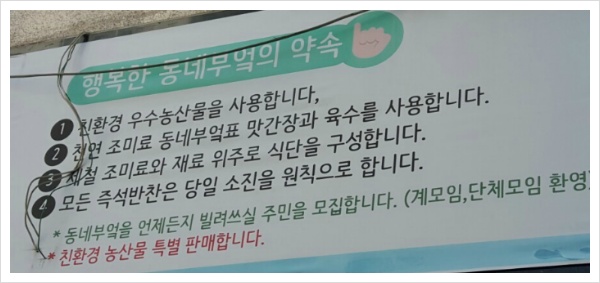 행복한 동네부엌의 약속
1 친환경 우수농산물을 사용합니다,
2 천연 조미료 동네부엌표 맛간장과 육수를 사용합니다.
3 제철 조미료와 재료 위주로 식단을 구성합니다.
4 모든 즉석반찬은 당일 소진을 원칙으로 합니다.
* 동네부엌을 언제든지 빌려쓰실 주민을 모집합니다. (계모임,단체모임 환영)
* 친환경 농산물 특별 판매합니다.